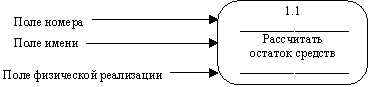 Поле номера
1.1
Поле имени
Рассчитать
остаток средств
Поле физической реализации